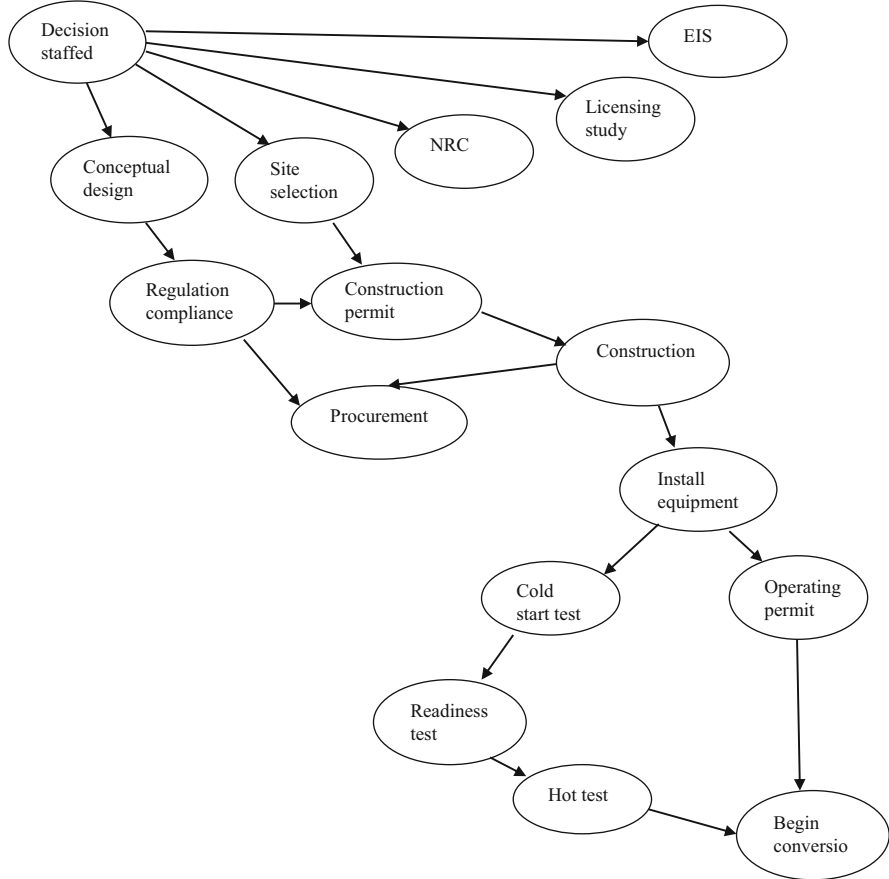 Decision
staffed
EIS
Licensing
study
NRC
Conceptual
design
Site
selection
Regulation
compliance
Construction
permit
Construction
Procurement
Install
equipment
Cold
start test
Operating
permit
Readiness
test
Hot test
Begin
conversio